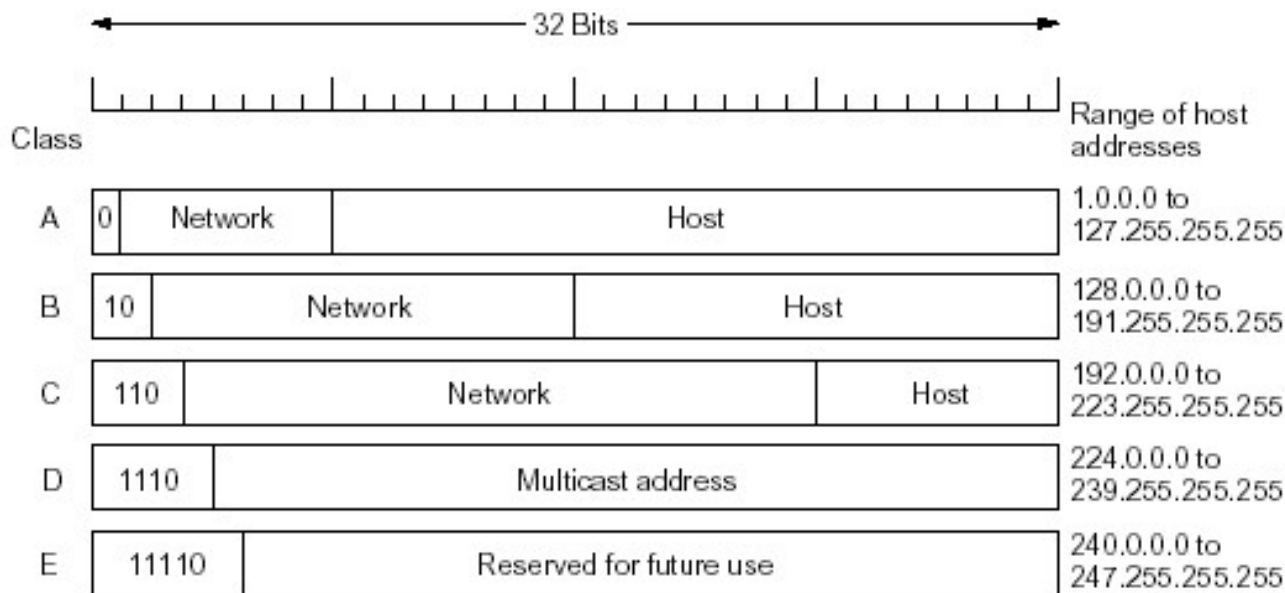 32 Bits
Class
Range of host
addresses
A
0
Network
Host
1.0.0.0 to
127.255.255.255
B
10
Network
Host
128.0.0.0 to
191.255.255.255
C
110
Network
Host
192.0.0.0 to
223.255.255.255
D
1110
Multicast address
224.0.0.0 to
239.255.255.255
E
11110
Reserved for future use
240.0.0.0 to
247.255.255.255